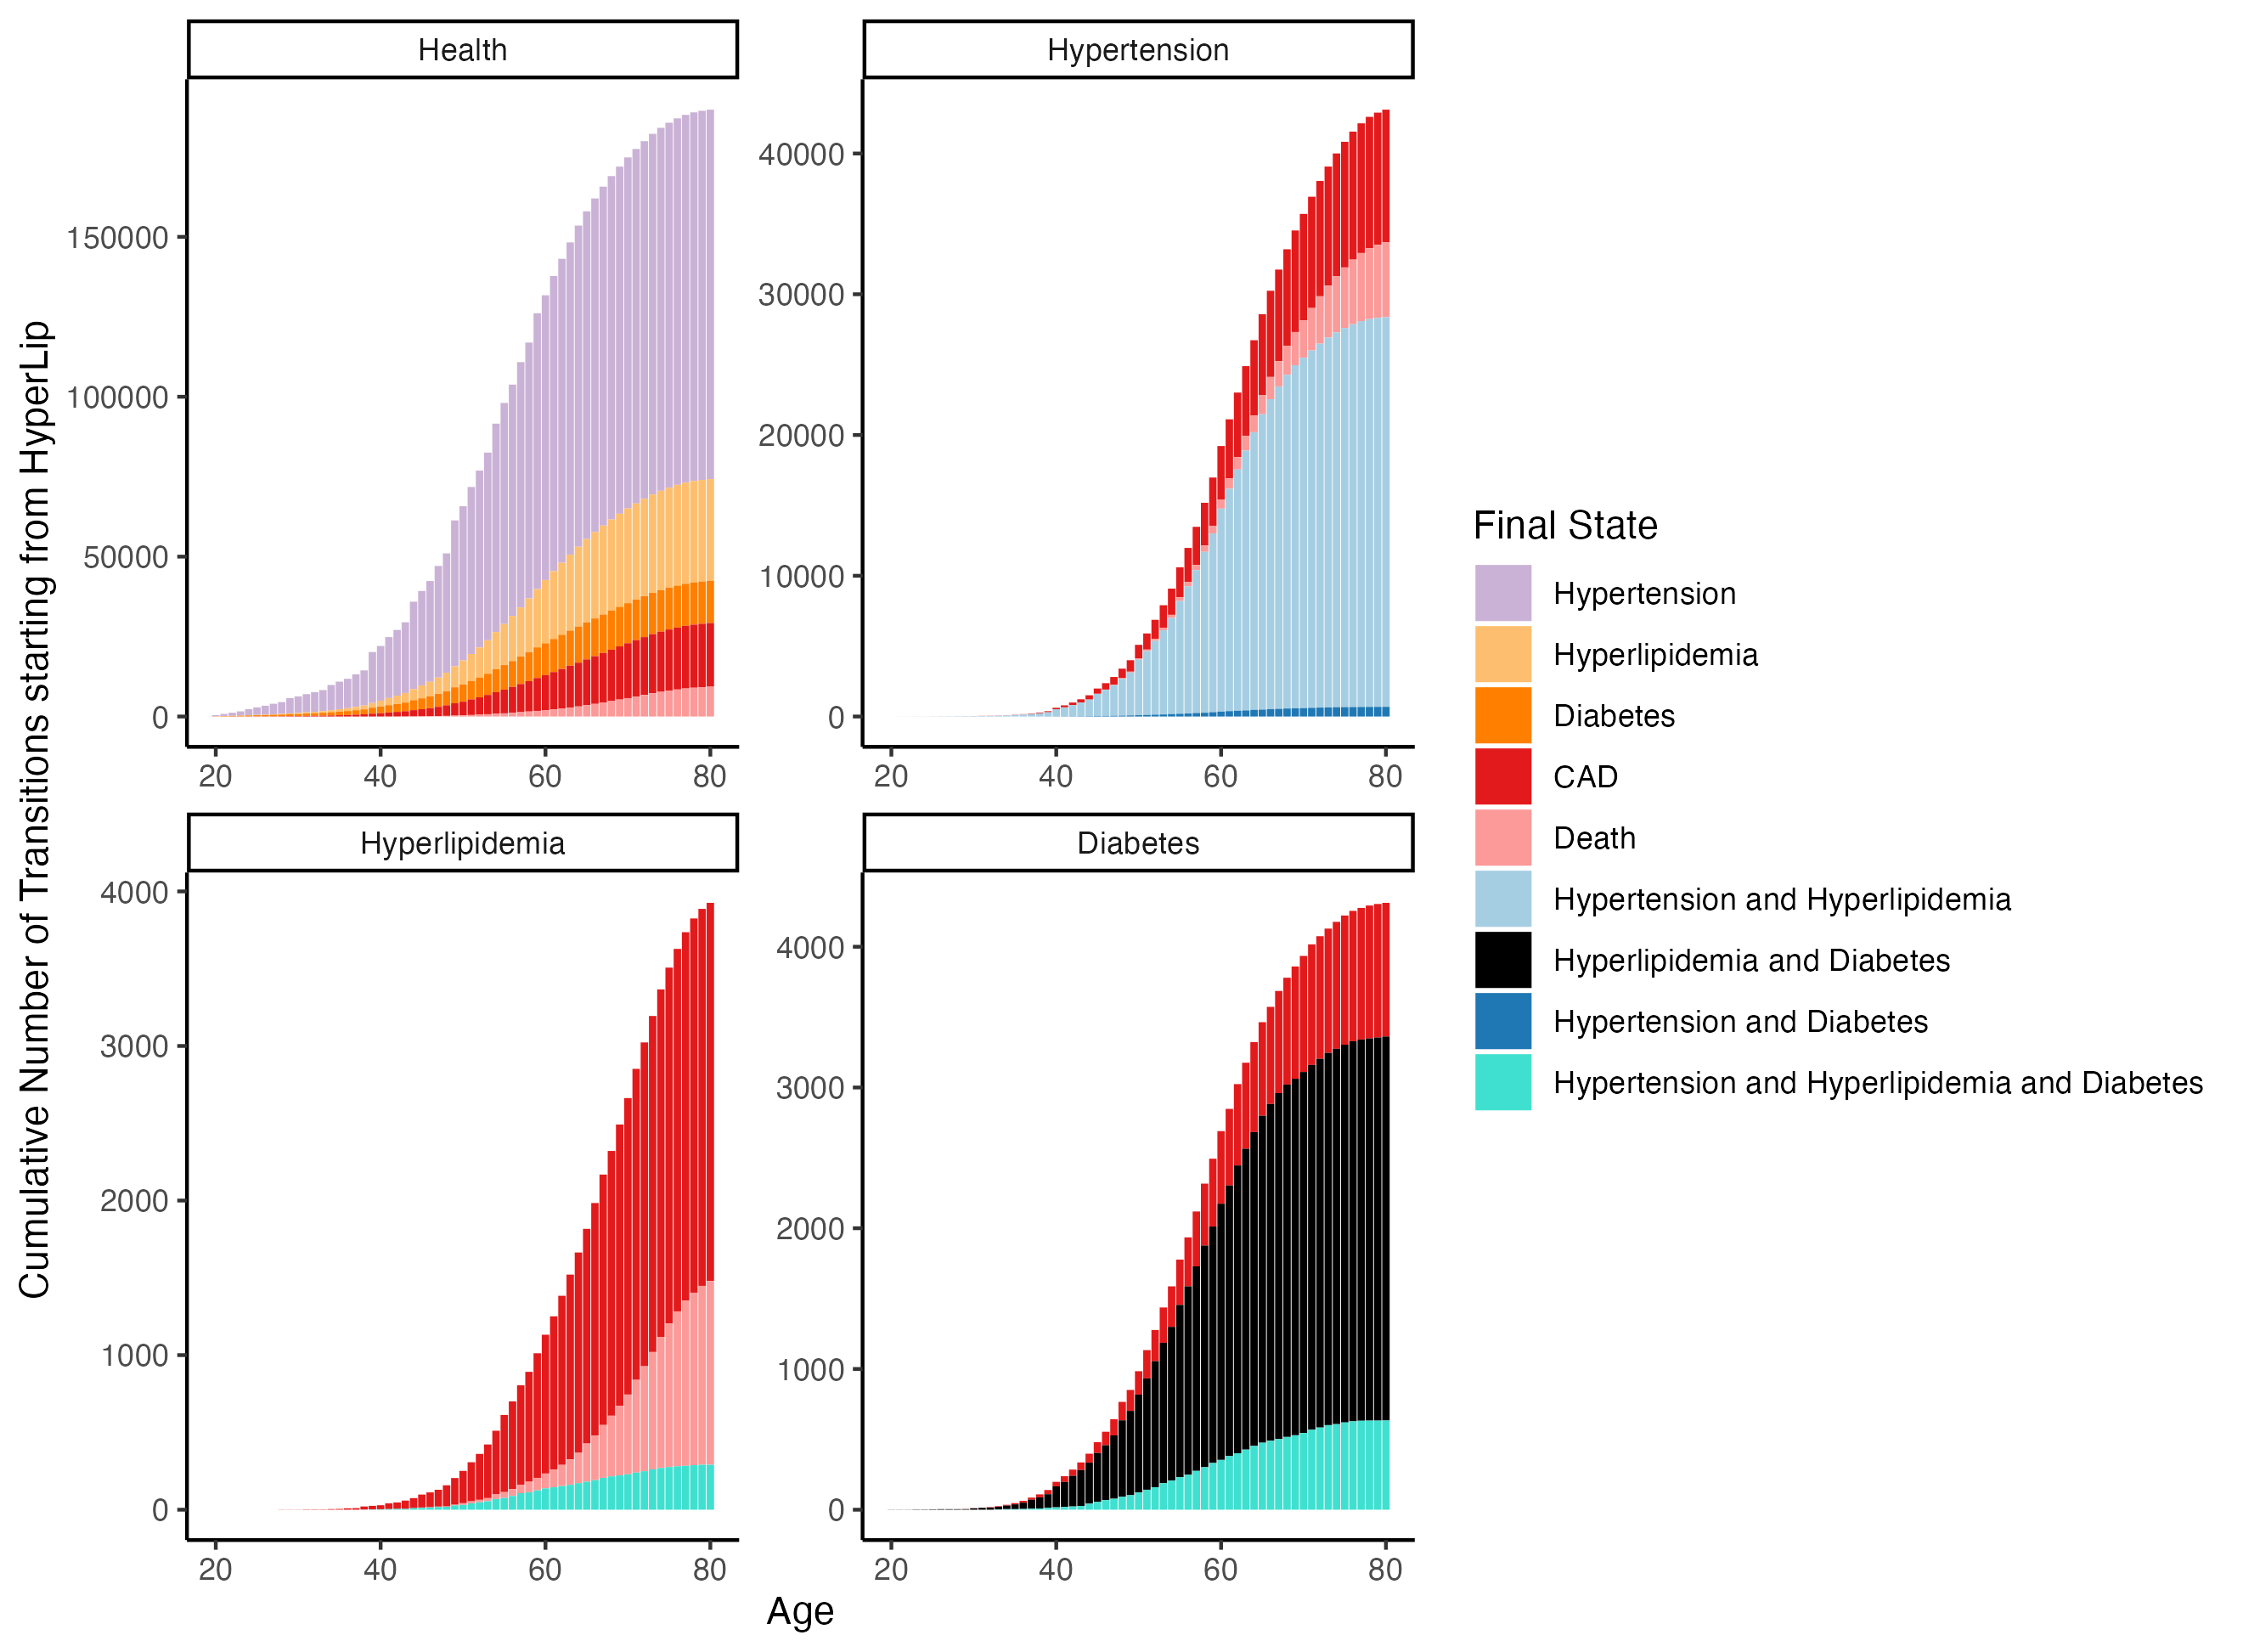 Health
Hypertension
150000
100000
50000
0
40000
30000
20000
10000
0
20 40 60 80
20 40 60 80
Hyperlipidemia
Diabetes
4000
3000
2000
1000
0
4000
3000
2000
1000
0
20 40 60 80
20 40 60 80
Age
Cumulative Number of Transitions starting from HyperLip
Final State
Hypertension
Hyperlipidemia
Diabetes
CAD
Death
Hypertension and Hyperlipidemia
Hyperlipidemia and Diabetes
Hypertension and Diabetes
Hypertension and Hyperlipidemia and Diabetes